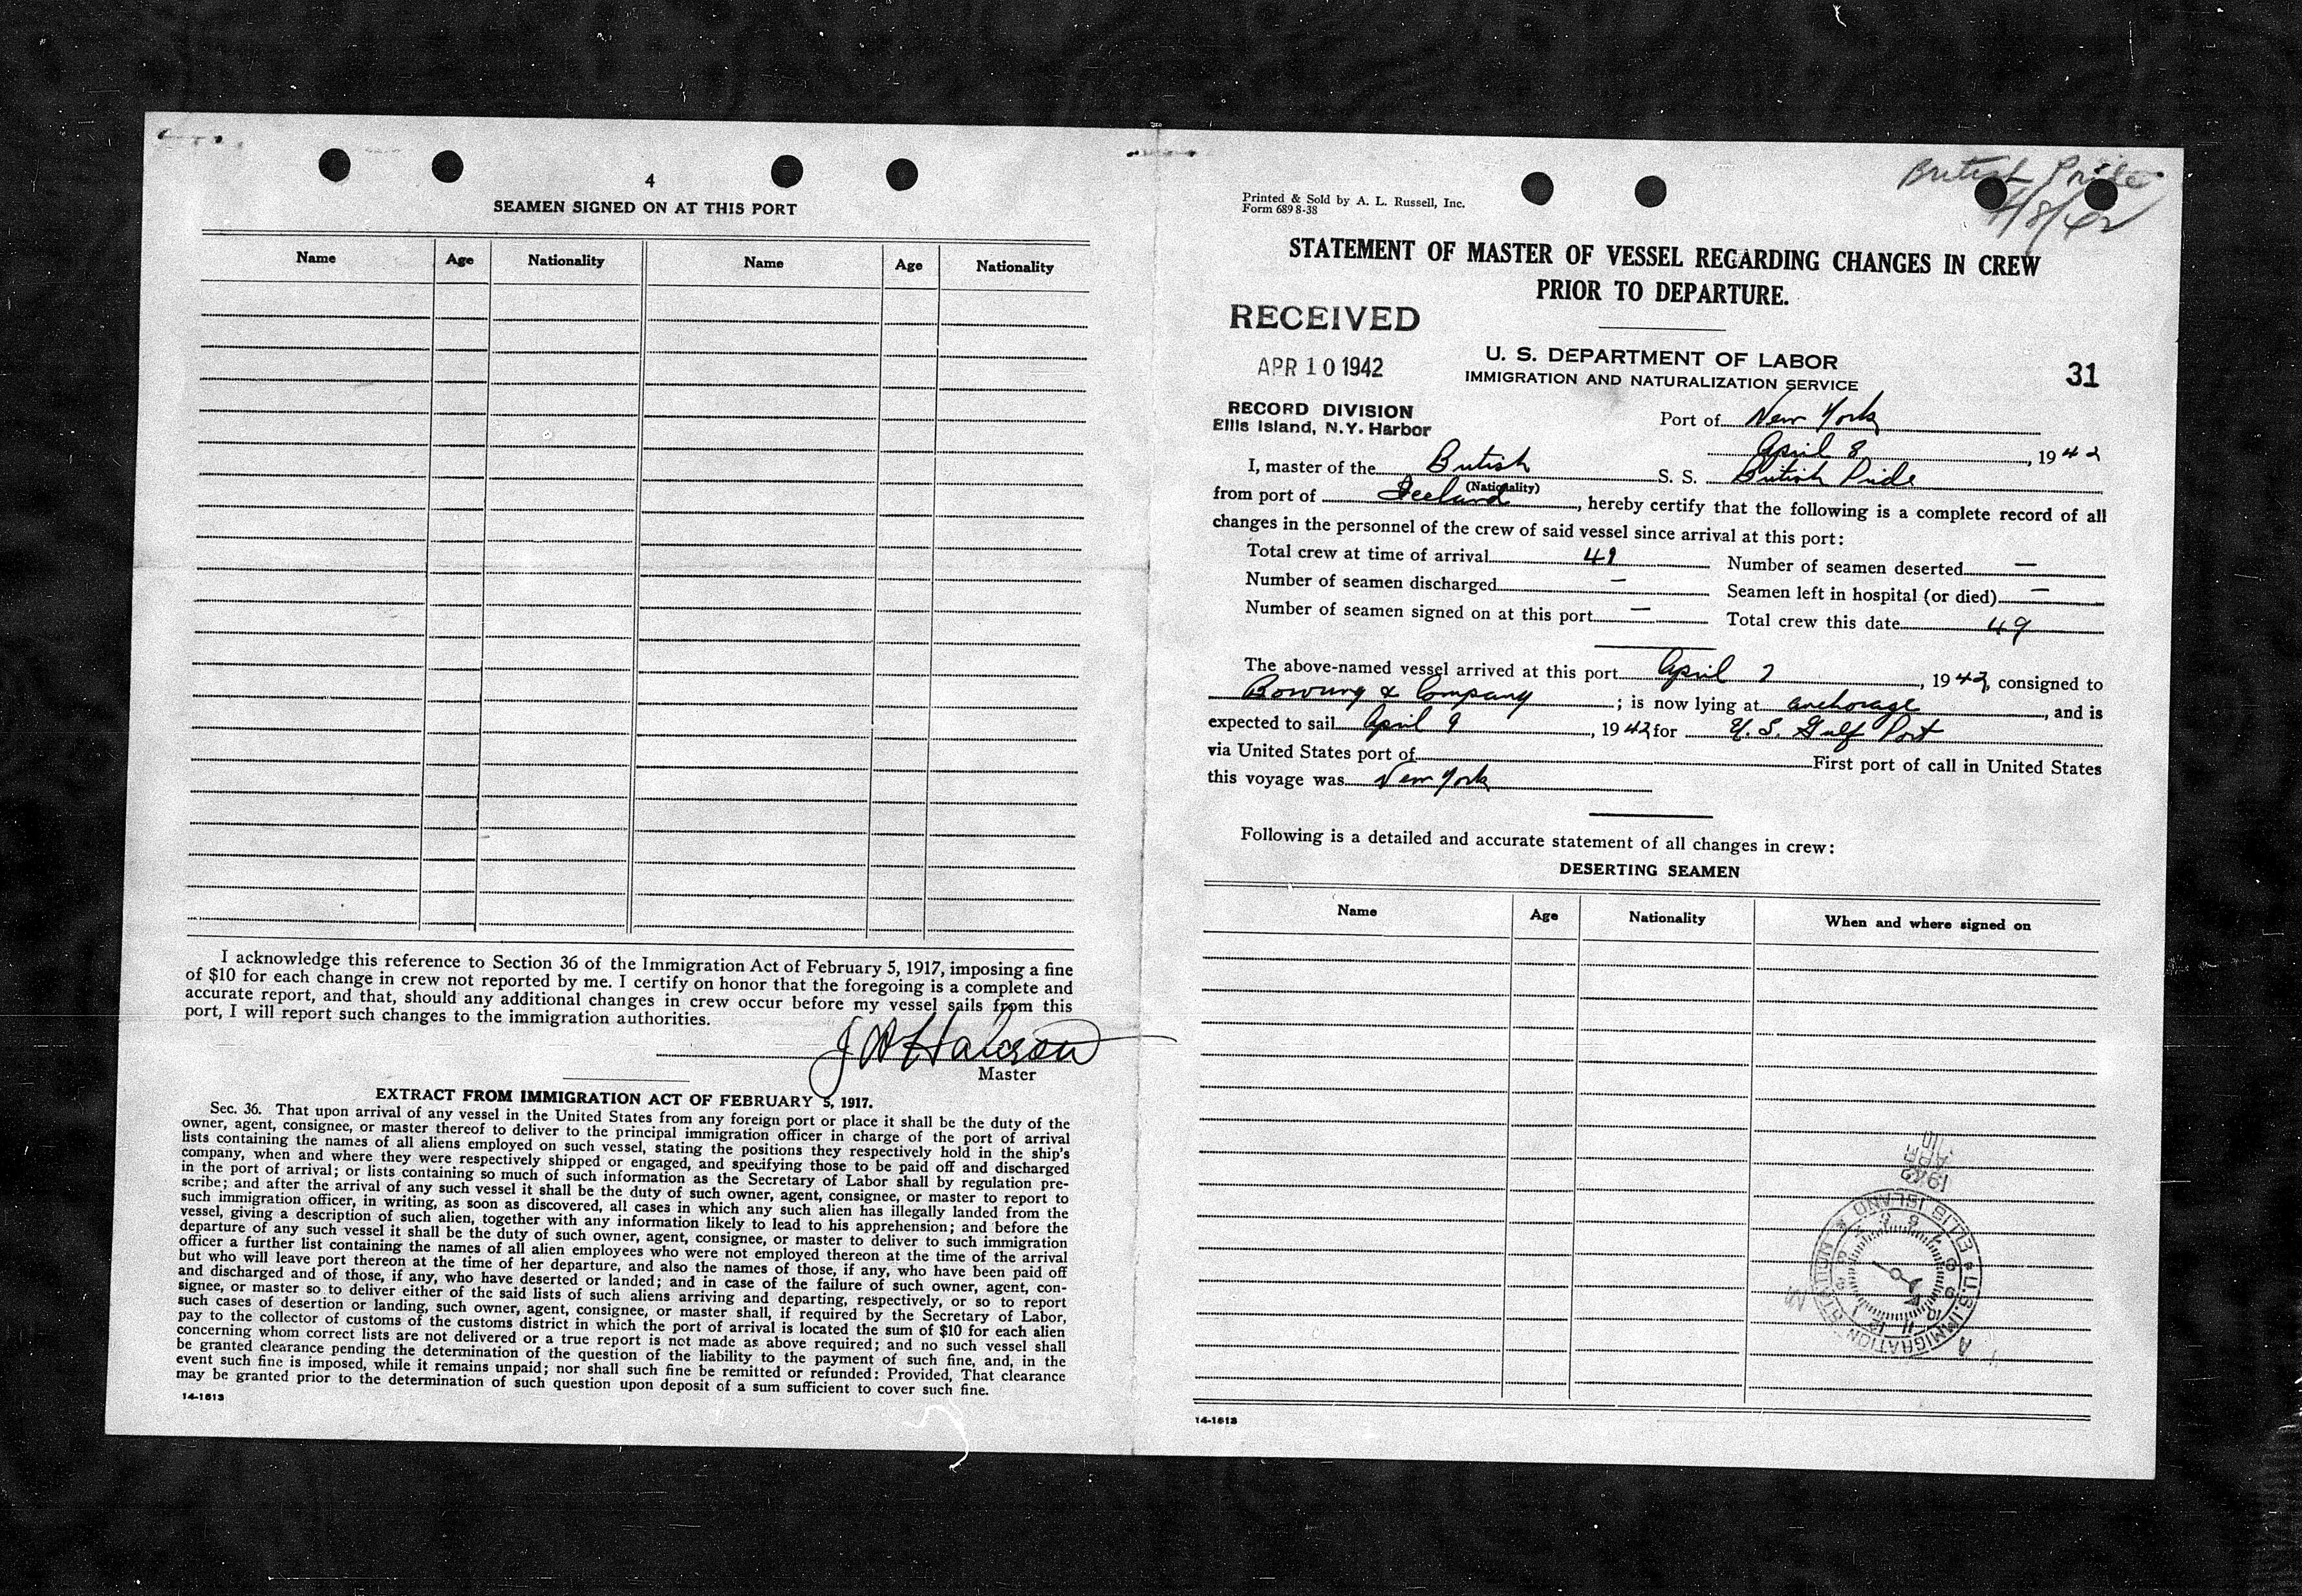 4
SEAMEN SIGNED ON AT THIS PORT
Name Age Nationality Name Age Nationality
I acknowledge this reference to Section 36 of the Immigration Act of February 5, 1917, imposing a fine
of $10 for each change in crew not reported by me. I certify on honor that the foregoing is a complete and
accurate report, and that, should any additional changes in crew occur before my vessel sails from this
port, I will report such changes to the immigration authorities.
Master
EXTRACT FROM IMMIGRATION ACT OF FEBRUARY 5, 1917.
Sec. 36. That upon arrival of any vessel in the United States from any foreign port or place it shall be the duty of the
owner, agent, consignee, or master thereof to deliver to the principal immigration officer in charge of the port of arrival
lists containing the names of all aliens employed on such vessel, stating the positions they respectively hold in the ship's
company, when and where they were respectively shipped or engaged, and specifying those to be paid off and discharged
in the port of arrival; or lists containing so much of such information as the Secretary of Labor shall by regulation pre-
scribe; and after the arrival of any such vessel it shall be the duty of such owner, agent, consignee, or master to report to
such immigration officer, in writing, as soon as discovered, all cases in which any such alien has illegally landed from the
vessel, giving a description of such alien, together with any information likely to lead to his apprehension; and before the
departure of any such vessel it shall be the duty of such owner, agent, consignee, or master to deliver to such immigration
officer a further list containing the names of all alien employees who were not employed thereon at the time of the arrival
but who will leave port thereon at the time of her departure, and also the names of those, if any, who have been paid off
and discharged and of those, if any, who have deserted or landed; and in case of the failure of such owner, agent, con-
signee, or master so to deliver either of the said lists of such aliens arriving and departing, respectively, or so to report
such cases of desertion or landing, such owner, agent, consignee, or master shall, if required by the Secretary of Labor,
pay to the collector of customs of the customs district in which the port of arrival is located the sum of $10 for each alien
concerning whom correct lists are not delivered or a true report is not made as above required; and no such vessel shall
be granted clearance pending the determination of the question of the liability to the payment of such fine, and, in the
event such fine is imposed, while it remains unpaid; nor shall such fine be remitted or refunded: Provided, That clearance
may be granted prior to the determination of such question upon deposit of a sum sufficient to cover such fine.
14-1613
British Pride
4/8/42
Printed & Sold by A. L. Russell, Inc.
Form 689 8-38
STATEMENT OF MASTER OF VESSEL REGARDING CHANGES IN CREW
PRIOR TO DEPARTURE.
RECEIVED
APR 10 1942
RECORD DIVISION
Ellis Island, N.Y. Harbor
U. S. DEPARTMENT OF LABOR
IMMIGRATION AND NATURALIZATION SERVICE
31
Port of New York
April 8, 1942
I, master of the British S. S. British Pride
(Nationality)
from port of Iceland, hereby certify that the following is a complete record of all
changes in the personnel of the crew of said vessel since arrival at this port:
Total crew at time of arrival 49 Number of seamen deserted —
Number of seamen discharged — Seamen left in hospital (or died) —
Number of seamen signed on at this port — Total crew this date 49
The above-named vessel arrived at this port April 7, 1942, consigned to
Bowring & Company; is now lying at anchorage, and is
expected to sail April 9, 1942 for U. S. Gulf Port
via United States port of First port of call in United States
this voyage was New York
Following is a detailed and accurate statement of all changes in crew:
DESERTING SEAMEN
Name Age Nationality When and where signed on
1942
APR
10
U.S. IMMIGRATION STATION * ELLIS ISLAND *
14-1613